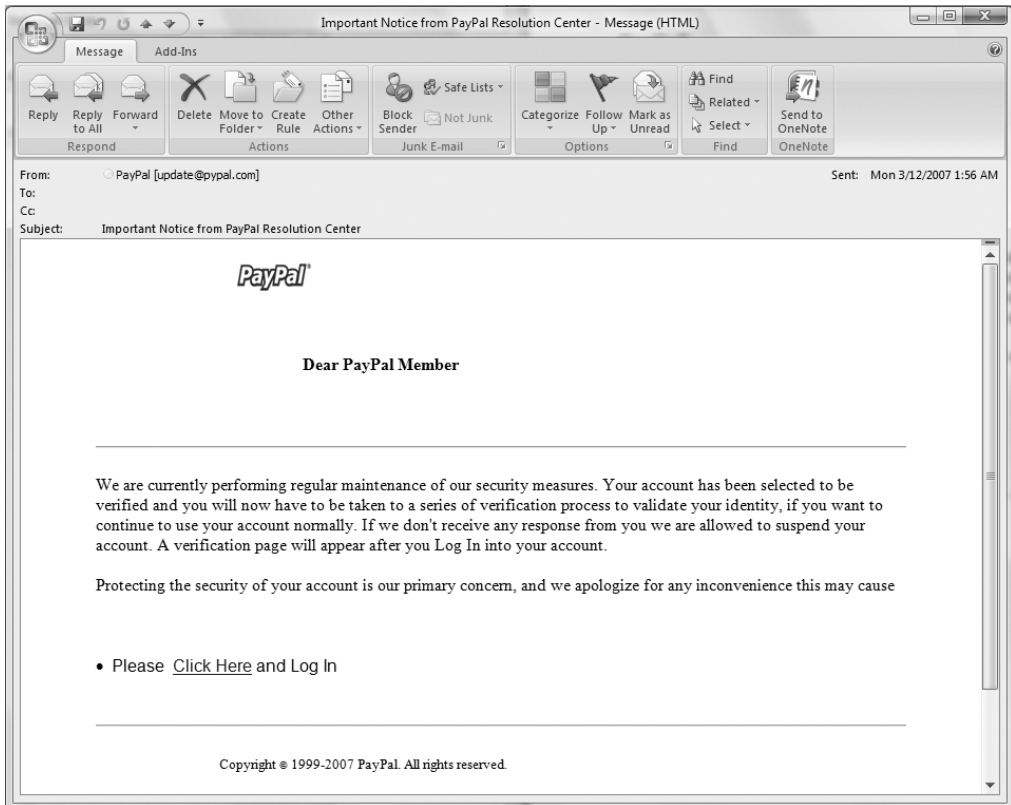 Important Notice from PayPal Resolution Center - Message (HTML)
Message Add-Ins
Reply Reply to All Forward
Respond
Delete Move to Folder Create Rule Other Actions
Actions
Block Sender Safe Lists Not Junk
Junk E-mail
Categorize Follow Up Mark as Unread
Options
Find Related Select
Find
Send to OneNote
OneNote
From: PayPal [update@pypal.com] Sent: Mon 3/12/2007 1:56 AM
To:
Cc:
Subject: Important Notice from PayPal Resolution Center
PayPal®
Dear PayPal Member
We are currently performing regular maintenance of our security measures. Your account has been selected to be
verified and you will now have to be taken to a series of verification process to validate your identity, if you want to
continue to use your account normally. If we don't receive any response from you we are allowed to suspend your
account. A verification page will appear after you Log In into your account.
Protecting the security of your account is our primary concern, and we apologize for any inconvenience this may cause
• Please Click Here and Log In
Copyright © 1999-2007 PayPal. All rights reserved.